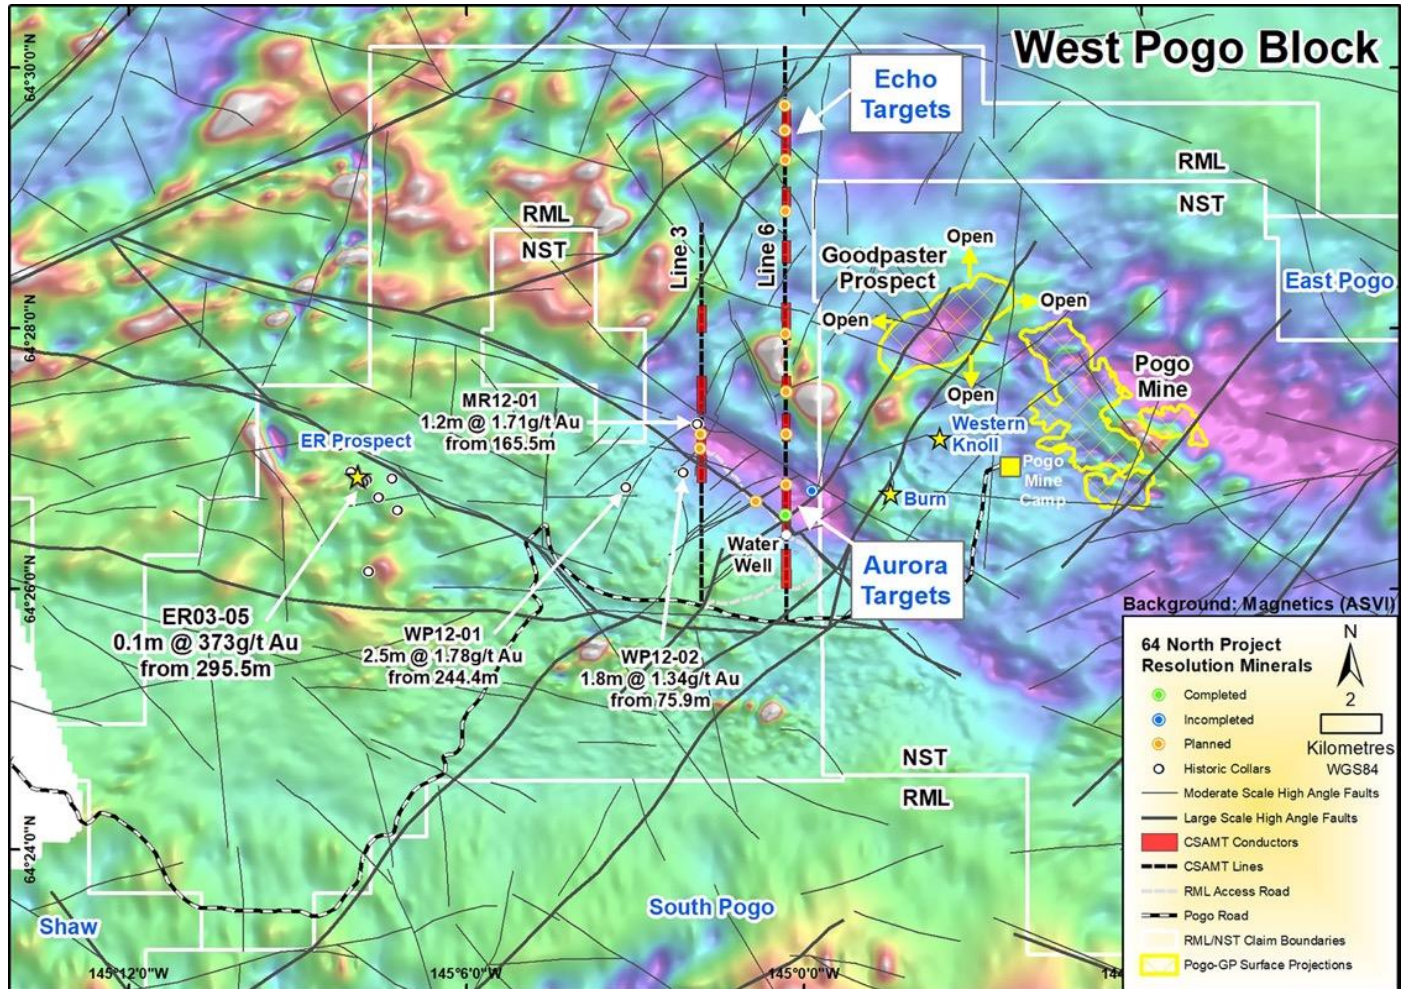 West Pogo Block
64°30'0"N
Echo
Targets
RML
NST
RML
NST
Line 3
Line 6
Open
Goodpaster
Prospect
Open
Open
Open
East Pogo
64°28'0"N
Pogo
Mine
MR12-01
1.2m @ 1.71g/t Au
from 165.5m
ER Prospect
Western
Knoll
Pogo
Mine
Camp
Burn
Water
Well
Aurora
Targets
64°26'0"N
ER03-05
0.1m @ 373g/t Au
from 295.5m
WP12-01
2.5m @ 1.78g/t Au
from 244.4m
WP12-02
1.8m @ 1.34g/t Au
from 75.9m
NST
RML
64°24'0"N
Shaw
South Pogo
145°12'0"W
145°6'0"W
145°0'0"W
Background: Magnetics (ASVI)
64 North Project
Resolution Minerals
N
2
Kilometres
WGS84
Completed
Incompleted
Planned
Historic Collars
Moderate Scale High Angle Faults
Large Scale High Angle Faults
CSAMT Conductors
CSAMT Lines
RML Access Road
Pogo Road
RML/NST Claim Boundaries
Pogo-GP Surface Projections